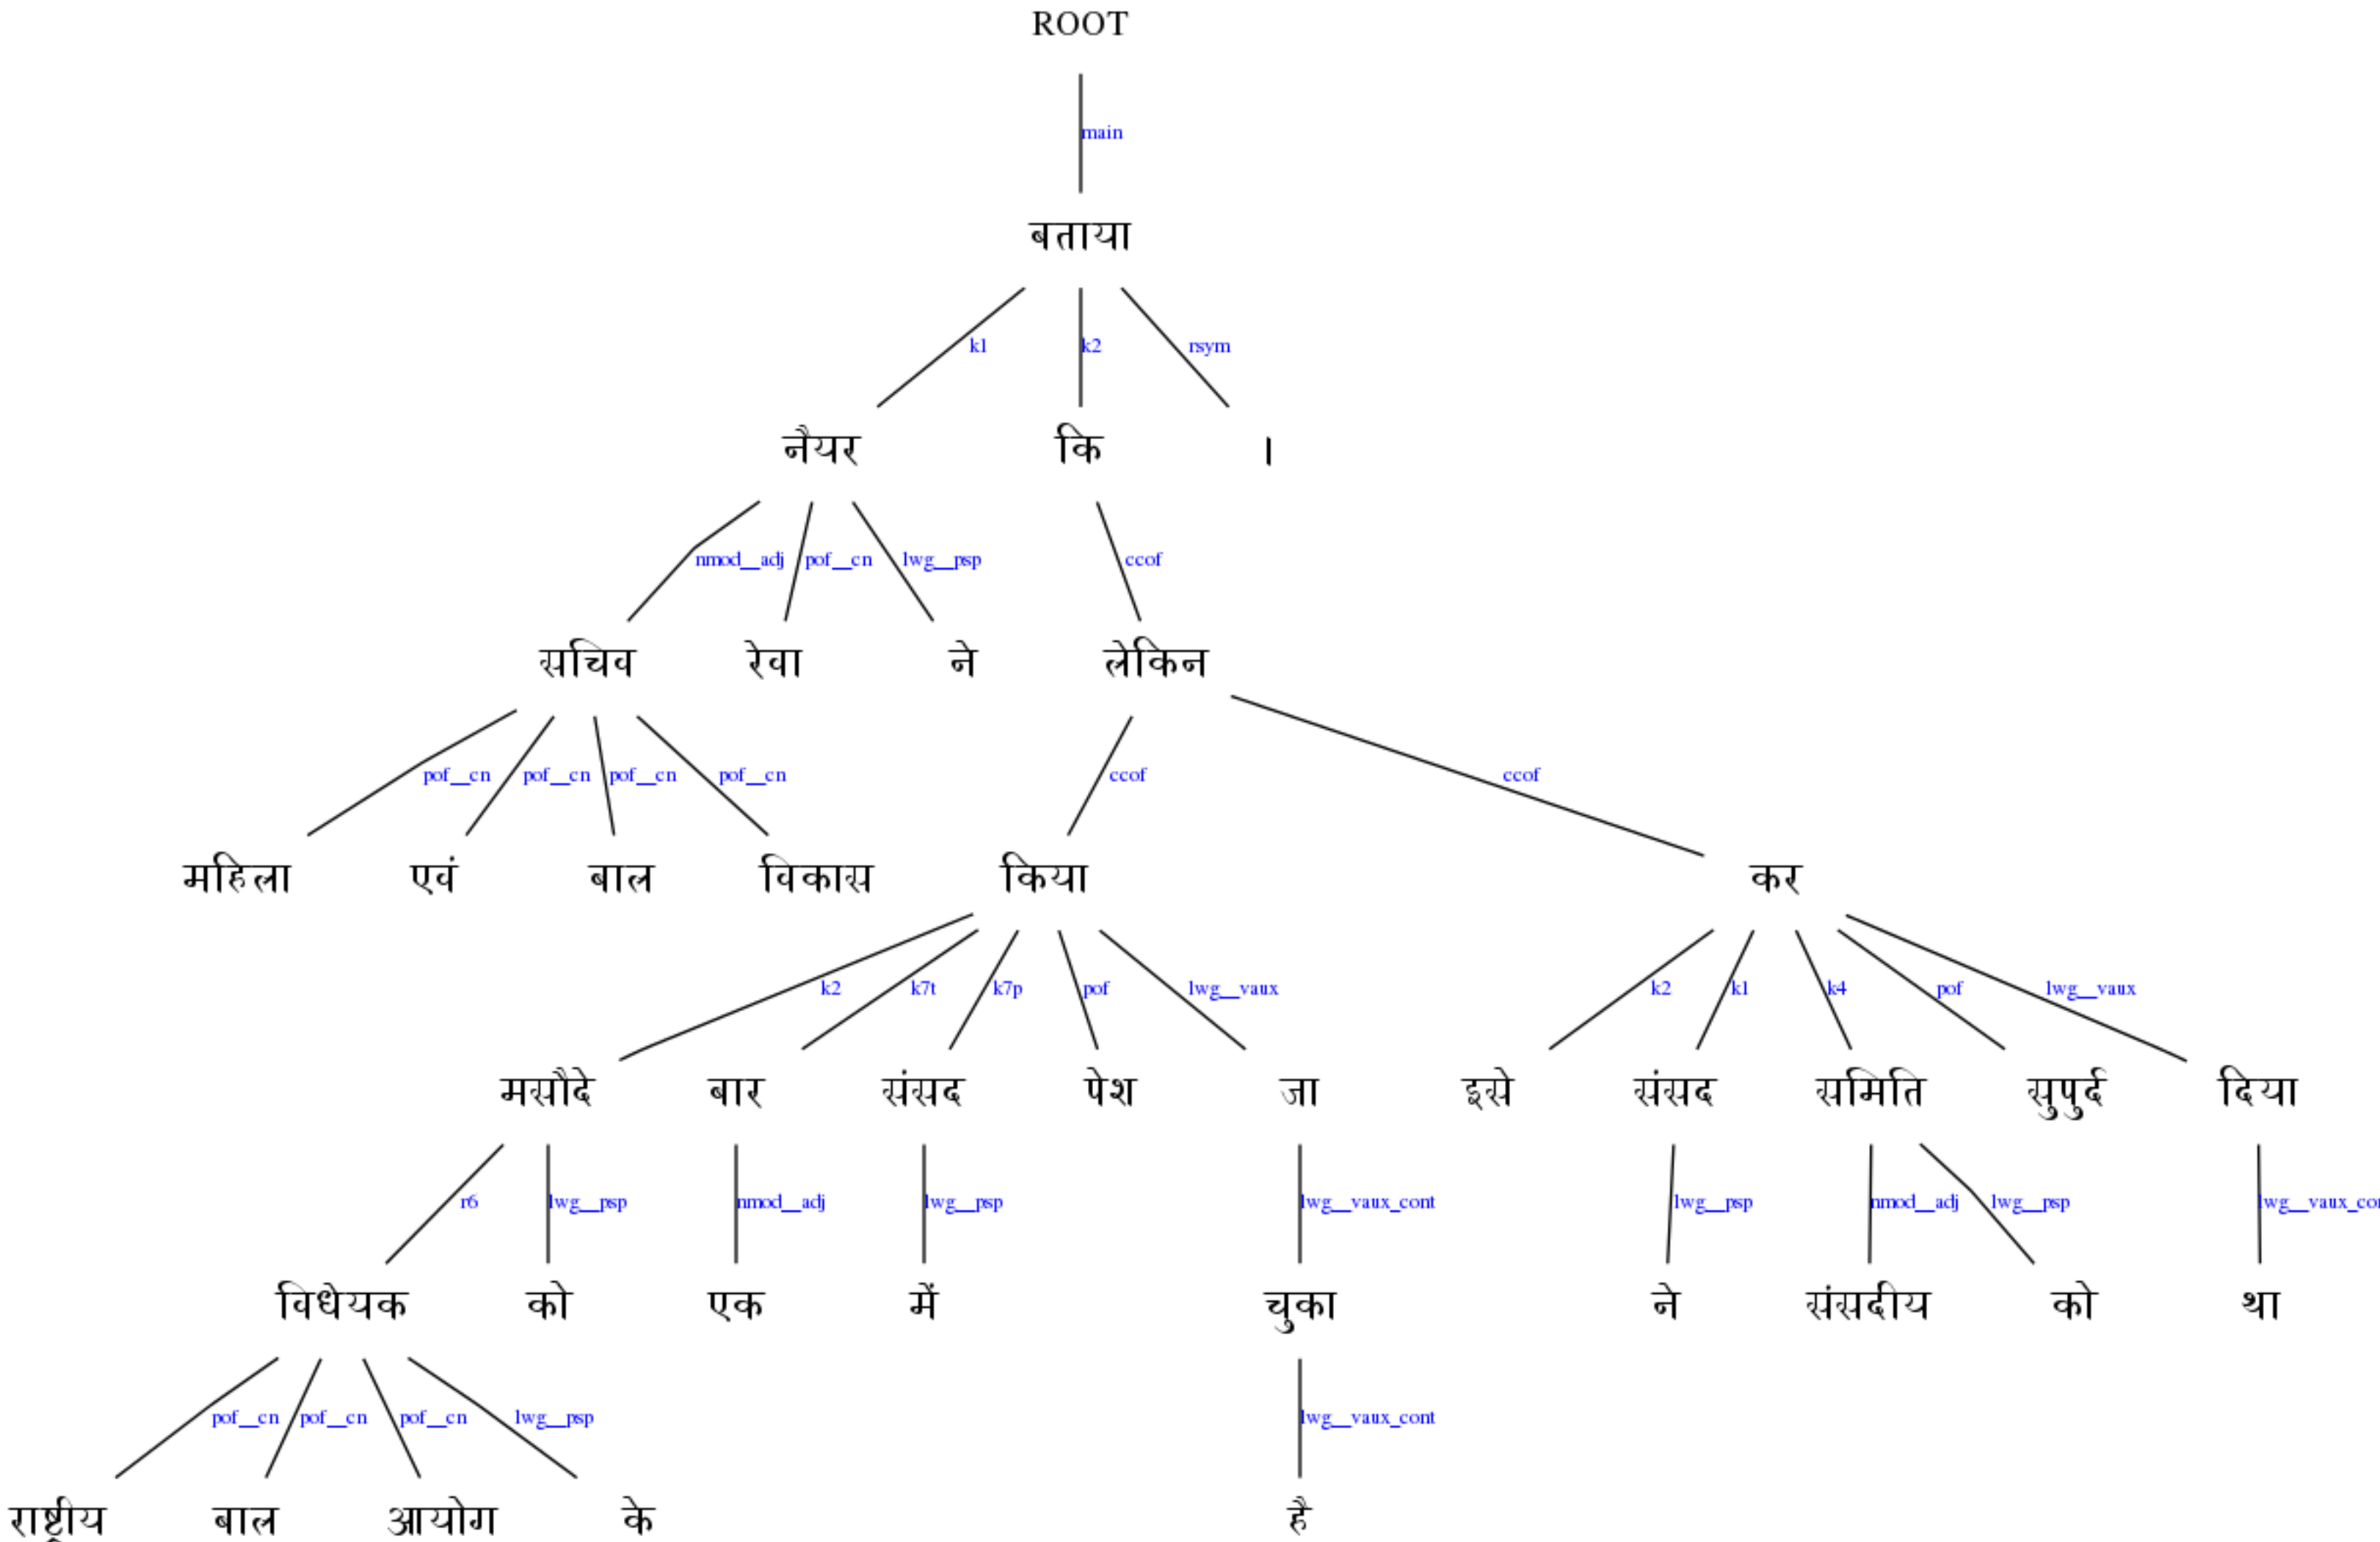 ROOT
main
बताया
k1 k2 rsym
नैयर कि ।
nmod__adj pof__cn lwg__psp ccof
सचिव रेवा ने लेकिन
pof__cn pof__cn pof__cn pof__cn ccof ccof
महिला एवं बाल विकास किया कर
k2 k7t k7p pof lwg__vaux k2 k1 k4 pof lwg__vaux
मसौदे बार संसद पेश जा इसे संसद समिति सुपुर्द दिया
r6 lwg__psp nmod__adj lwg__psp lwg__vaux_cont lwg__psp nmod__adj lwg__psp lwg__vaux_co
विधेयक को एक में चुका ने संसदीय को था
pof__cn pof__cn pof__cn lwg__psp lwg__vaux_cont
राष्ट्रीय बाल आयोग के है